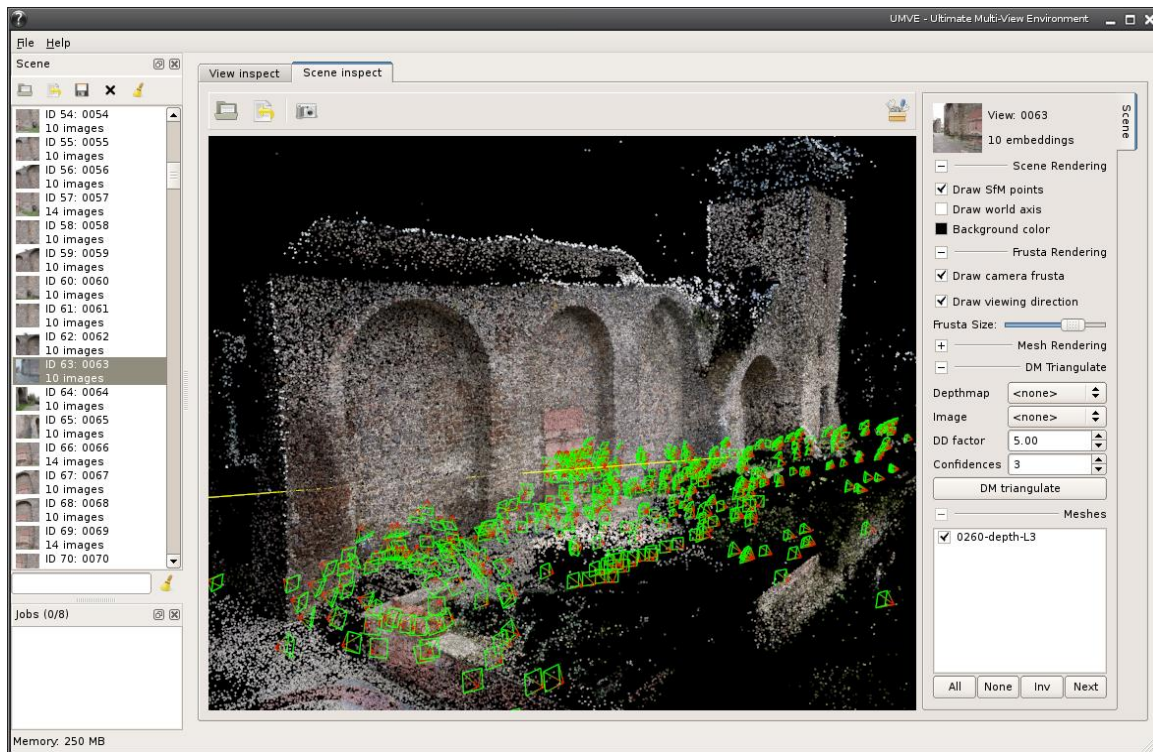 UMVE - Ultimate Multi-View Environment
File Help
Scene
ID 54: 0054
10 images
ID 55: 0055
10 images
ID 56: 0056
10 images
ID 57: 0057
14 images
ID 58: 0058
10 images
ID 59: 0059
10 images
ID 60: 0060
10 images
ID 61: 0061
10 images
ID 62: 0062
10 images
ID 63: 0063
10 images
ID 64: 0064
10 images
ID 65: 0065
10 images
ID 66: 0066
14 images
ID 67: 0067
10 images
ID 68: 0068
10 images
ID 69: 0069
14 images
ID 70: 0070
Jobs (0/8)
Memory: 250 MB
View inspect Scene inspect
View: 0063
10 embeddings
Scene
Scene Rendering
Draw SfM points
Draw world axis
Background color
Frusta Rendering
Draw camera frusta
Draw viewing direction
Frusta Size:
Mesh Rendering
DM Triangulate
Depthmap <none>
Image <none>
DD factor 5.00
Confidences 3
DM triangulate
Meshes
0260-depth-L3
All None Inv Next